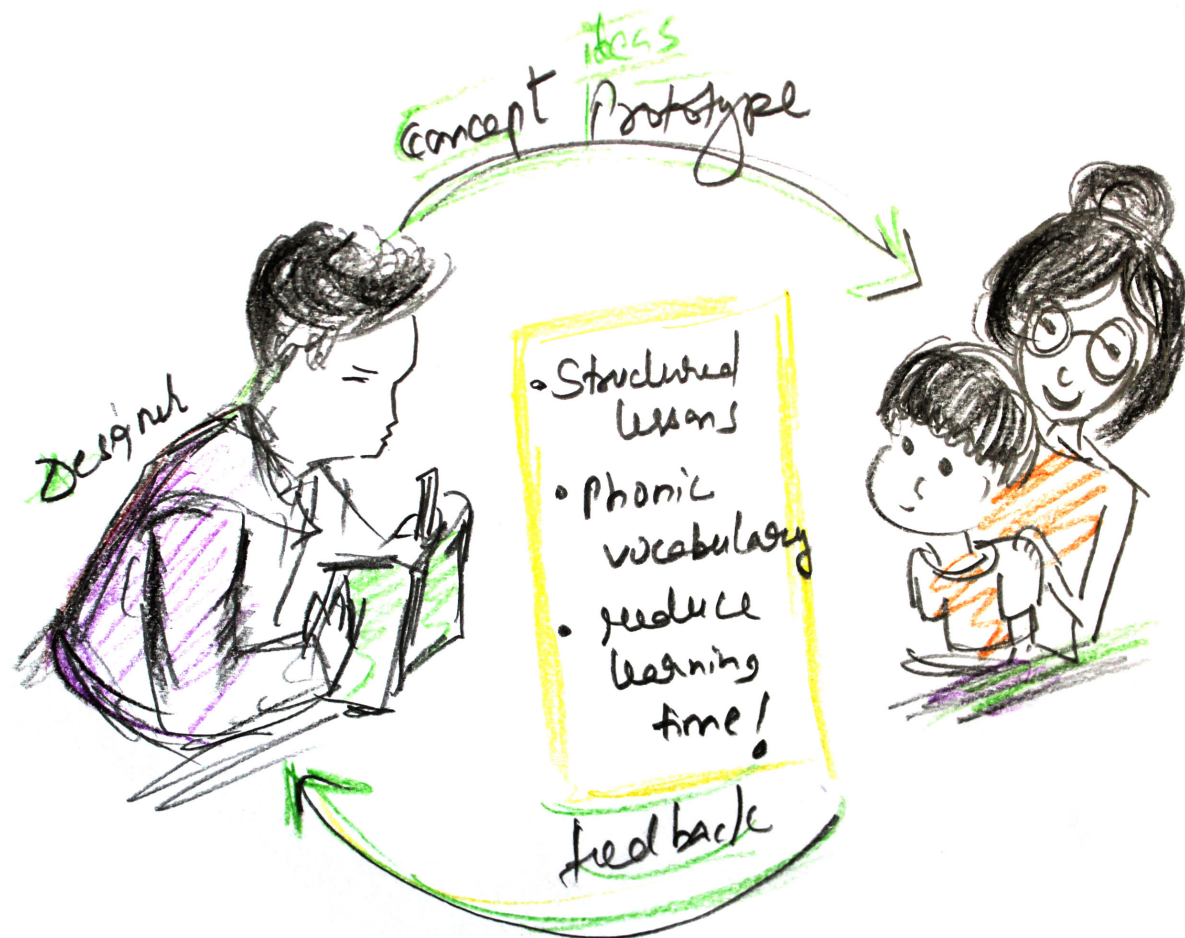 ideas
concept prototype
Designer
• Structured
lessons
• phonic
vocabulary
• reduce
learning
time!
feedback